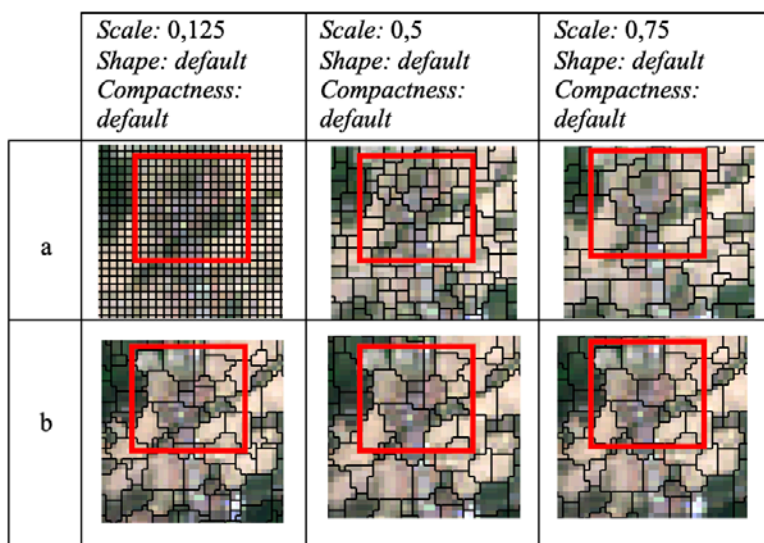 Scale: 0,125
Shape: default
Compactness:
default
Scale: 0,5
Shape: default
Compactness:
default
Scale: 0,75
Shape: default
Compactness:
default
a
b